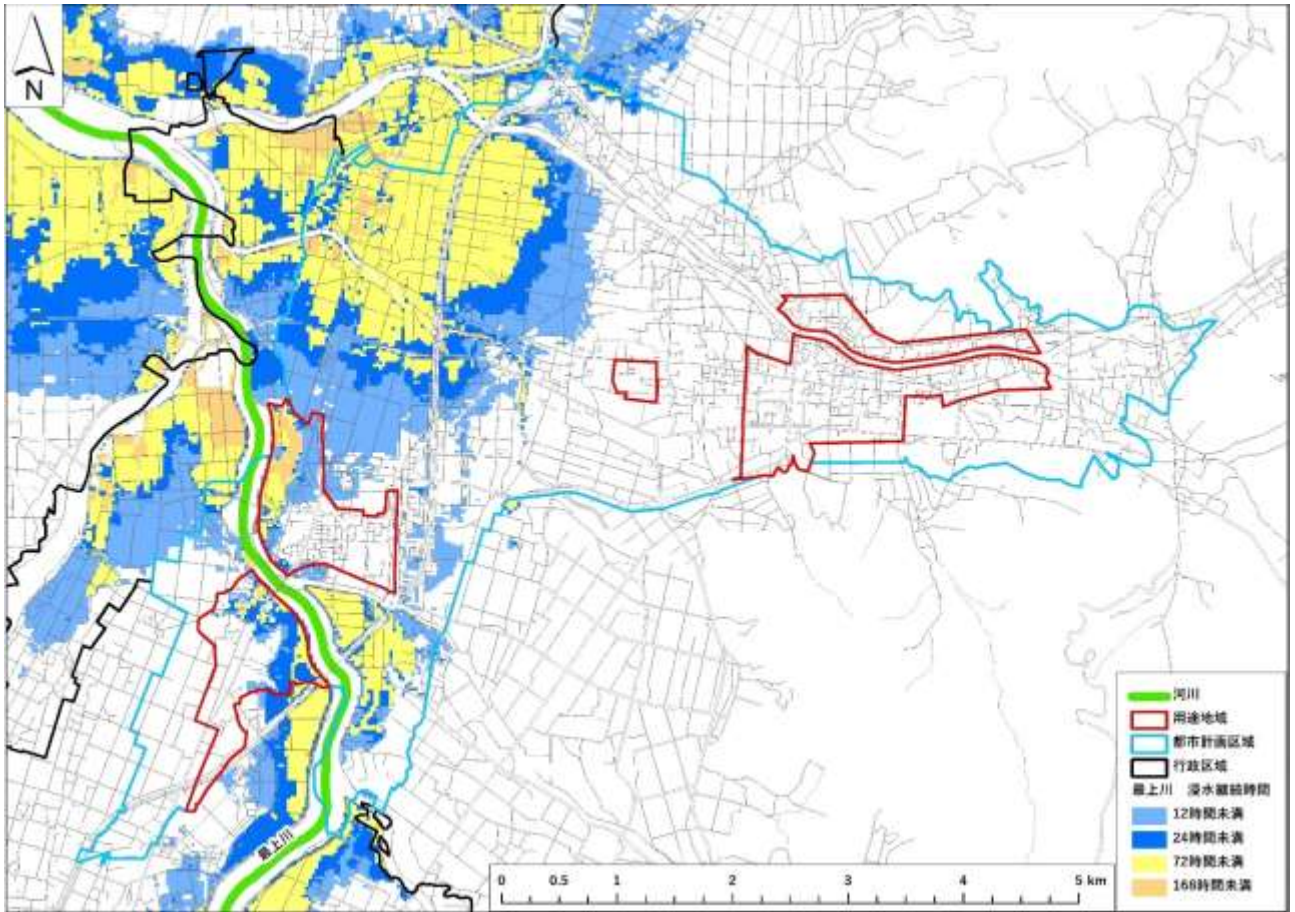 N
河川
用途地域
都市計画区域
行政区域
最上川 浸水継続時間
12時間未満
24時間未満
72時間未満
168時間未満
最上川
0 0.5 1 2 3 4 5 km